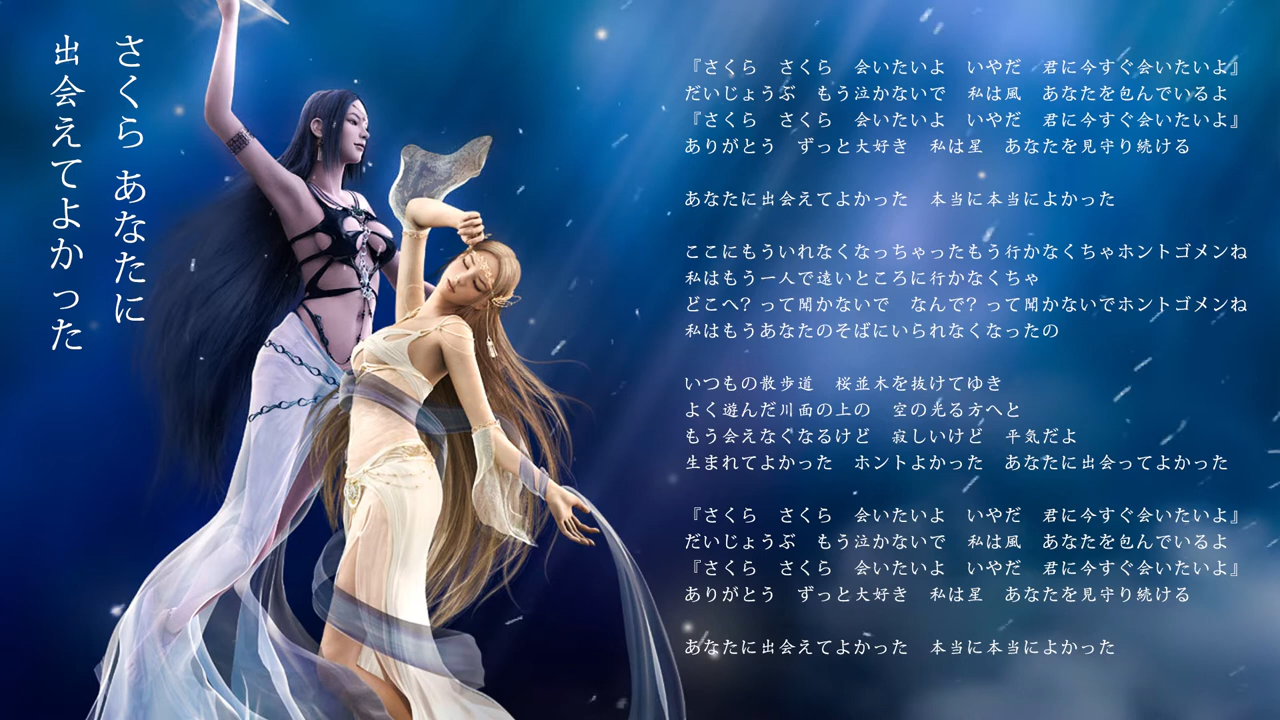 さくら あなたに
出会えてよかった
『さくら　さくら　会いたいよ　いやだ　君に今すぐ会いたいよ』
だいじょうぶ　もう泣かないで　私は風　あなたを包んでいるよ
『さくら　さくら　会いたいよ　いやだ　君に今すぐ会いたいよ』
ありがとう　ずっと大好き　私は星　あなたを見守り続ける
あなたに出会えてよかった　本当に本当によかった
ここにもういれなくなっちゃったもう行かなくちゃホントゴメンね
私はもう一人で遠いところに行かなくちゃ
どこへ? って聞かないで　なんで? って聞かないでホントゴメンね
私はもうあなたのそばにいられなくなったの
いつもの散歩道　桜並木を抜けてゆき
よく遊んだ川面の上の　空の光る方へと
もう会えなくなるけど　寂しいけど　平気だよ
生まれてよかった　ホントよかった　あなたに出会ってよかった
『さくら　さくら　会いたいよ　いやだ　君に今すぐ会いたいよ』
だいじょうぶ　もう泣かないで　私は風　あなたを包んでいるよ
『さくら　さくら　会いたいよ　いやだ　君に今すぐ会いたいよ』
ありがとう　ずっと大好き　私は星　あなたを見守り続ける
あなたに出会えてよかった　本当に本当によかった